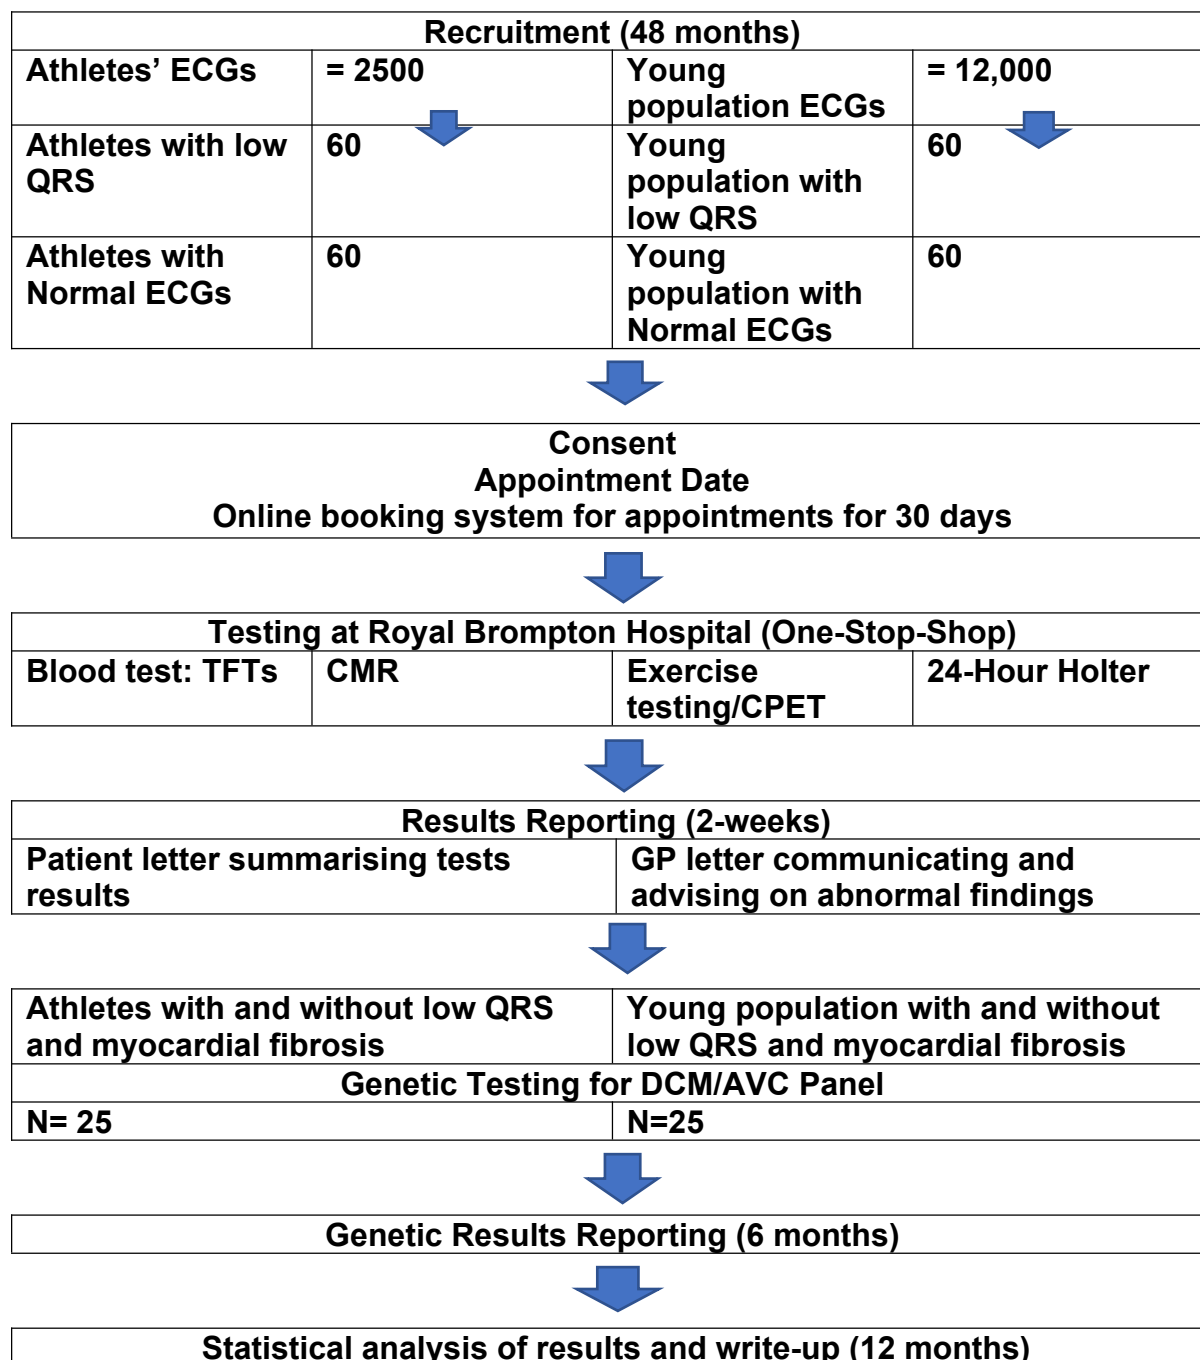 Recruitment (48 months)
Athletes’ ECGs
= 2500
Young
population ECGs
= 12,000
Athletes with low
QRS
60
Young
population with
low QRS
60
Athletes with
Normal ECGs
60
Young
population with
Normal ECGs
60
Consent
Appointment Date
Online booking system for appointments for 30 days
Testing at Royal Brompton Hospital (One-Stop-Shop)
Blood test: TFTs
CMR
Exercise
testing/CPET
24-Hour Holter
Results Reporting (2-weeks)
Patient letter summarising tests
results
GP letter communicating and
advising on abnormal findings
Athletes with and without low QRS
and myocardial fibrosis
Young population with and without
low QRS and myocardial fibrosis
Genetic Testing for DCM/AVC Panel
N= 25
N=25
Genetic Results Reporting (6 months)
Statistical analysis of results and write-up (12 months)